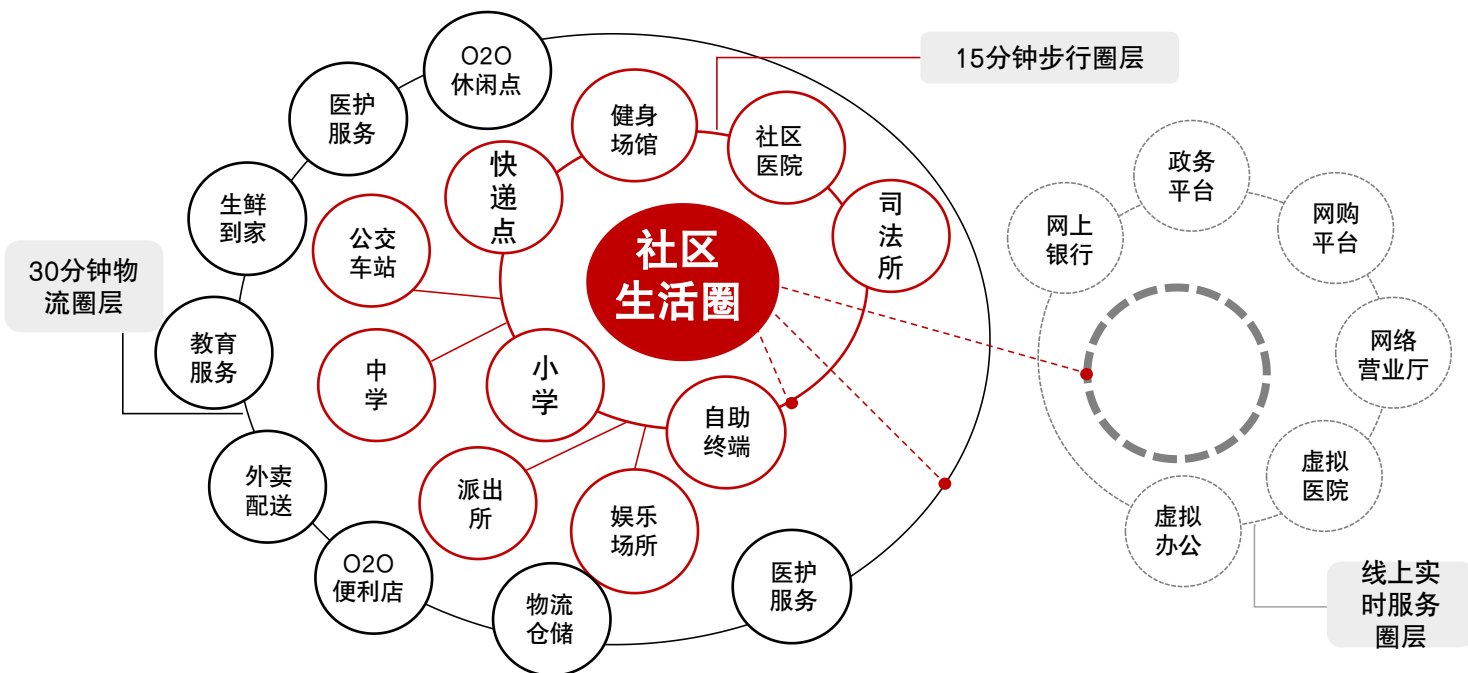 O2O
休闲点
15分钟步行圈层
医护
服务
健身
场馆
社区
医院
快
递
点
政务
平台
生鲜
到家
公交
车站
司
法
所
网上
银行
网购
平台
社区
生活圈
30分钟物
流圈层
教育
服务
中
学
小
学
网络
营业厅
自助
终端
外卖
配送
派出
所
娱乐
场所
虚拟
医院
虚拟
办公
O2O
便利店
物流
仓储
医护
服务
线上实
时服务
圈层